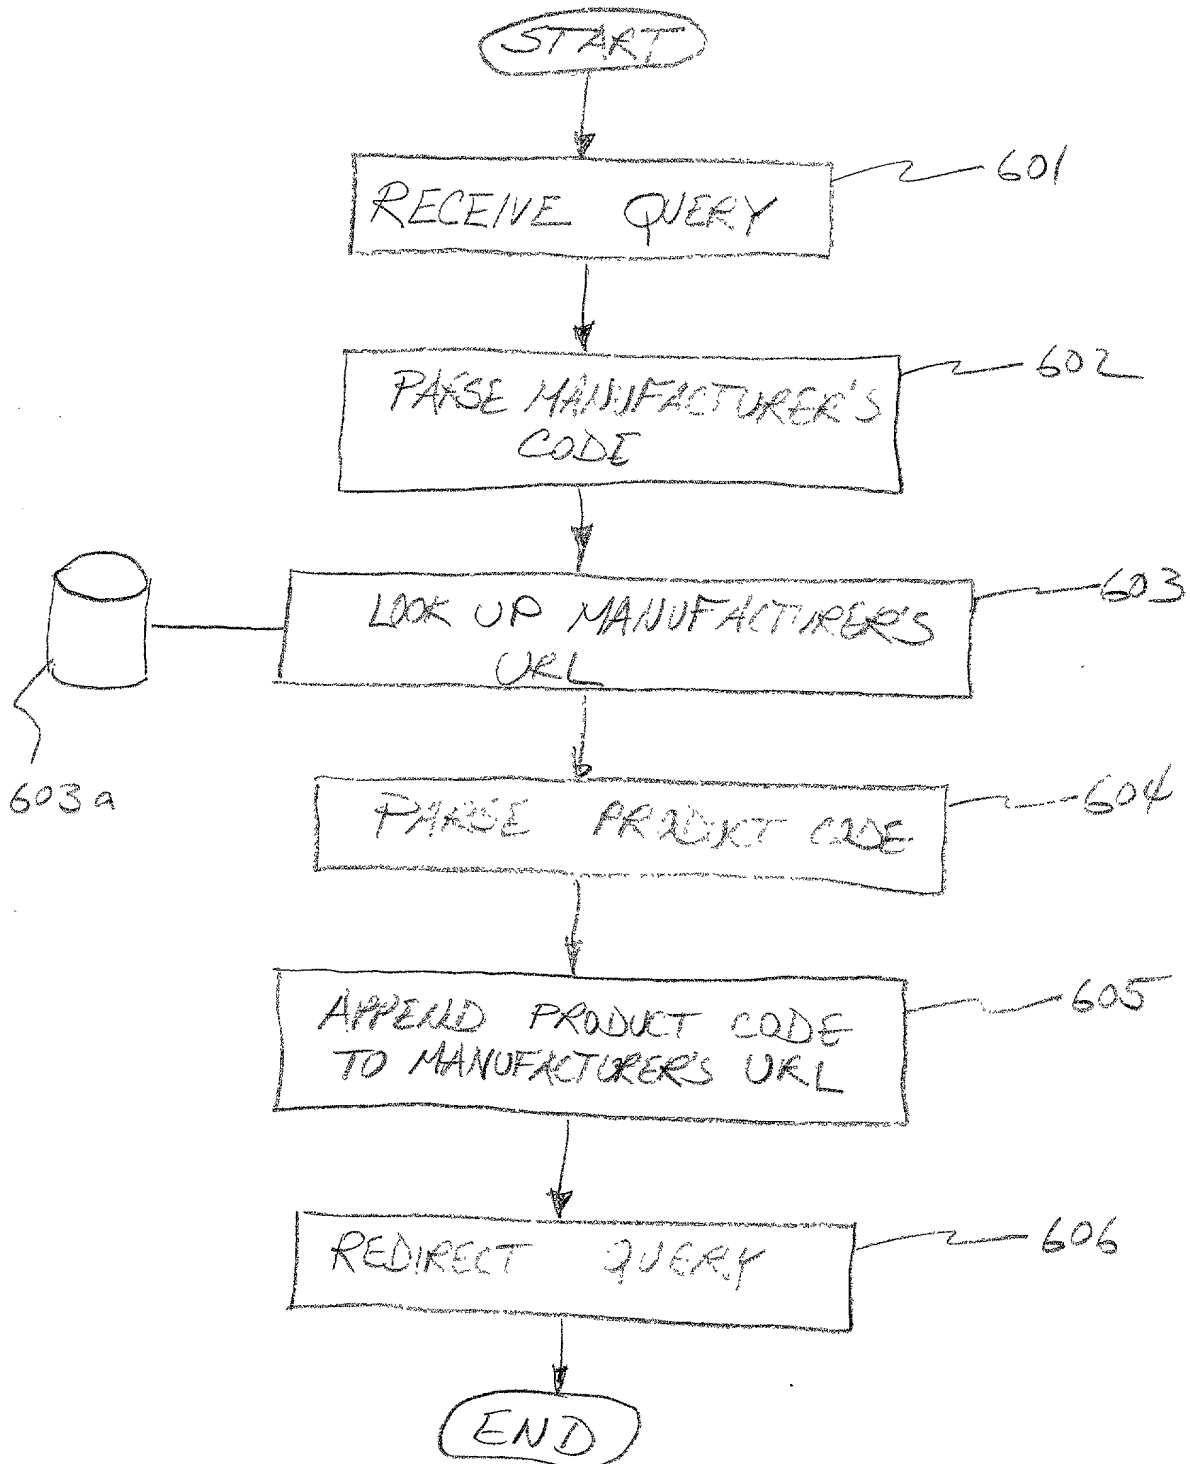 START
RECEIVE QUERY
601
PARSE MANUFACTURER'S
CODE
602
LOOK UP MANUFACTURER'S
URL
603
603a
PARSE PRODUCT CODE
604
APPEND PRODUCT CODE
TO MANUFACTURER'S URL
605
REDIRECT QUERY
606
END